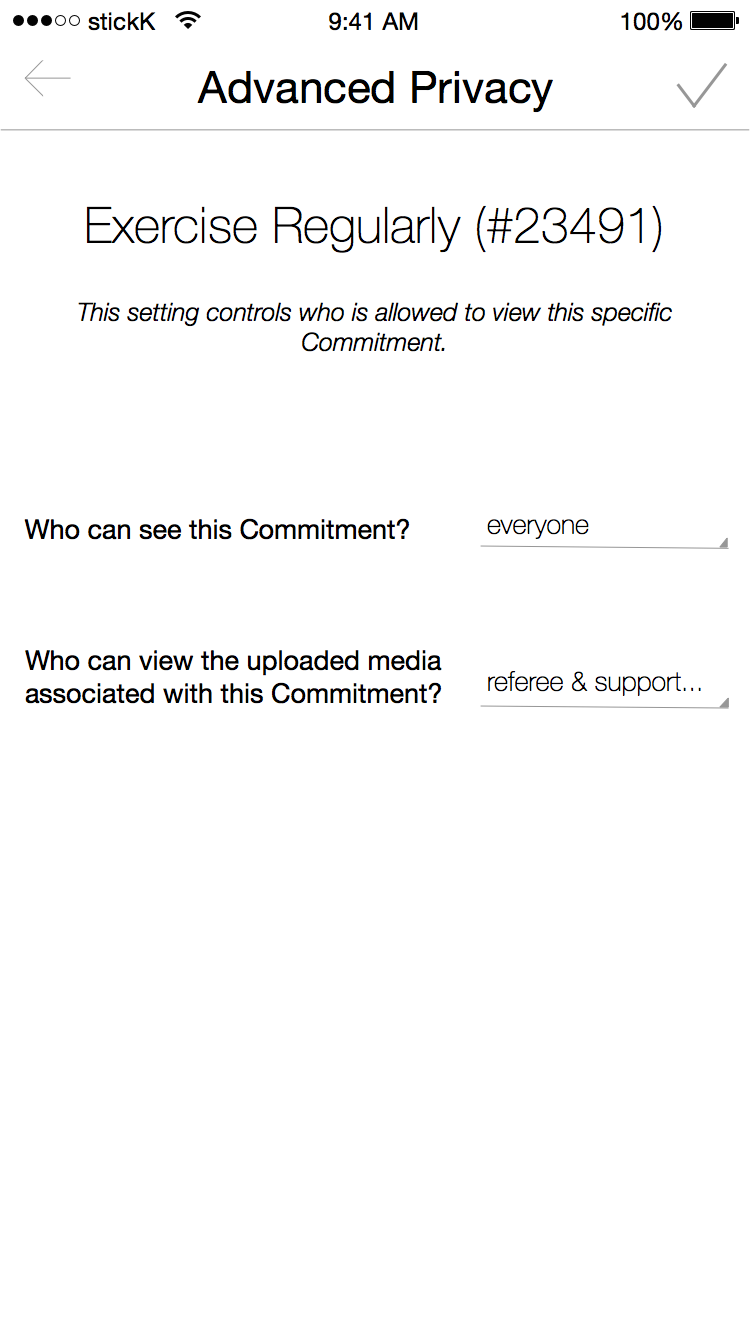 stickK 9:41 AM 100%
Advanced Privacy
Exercise Regularly (#23491)
This setting controls who is allowed to view this specific
Commitment.
Who can see this Commitment? everyone
Who can view the uploaded media
associated with this Commitment?
referee & support...